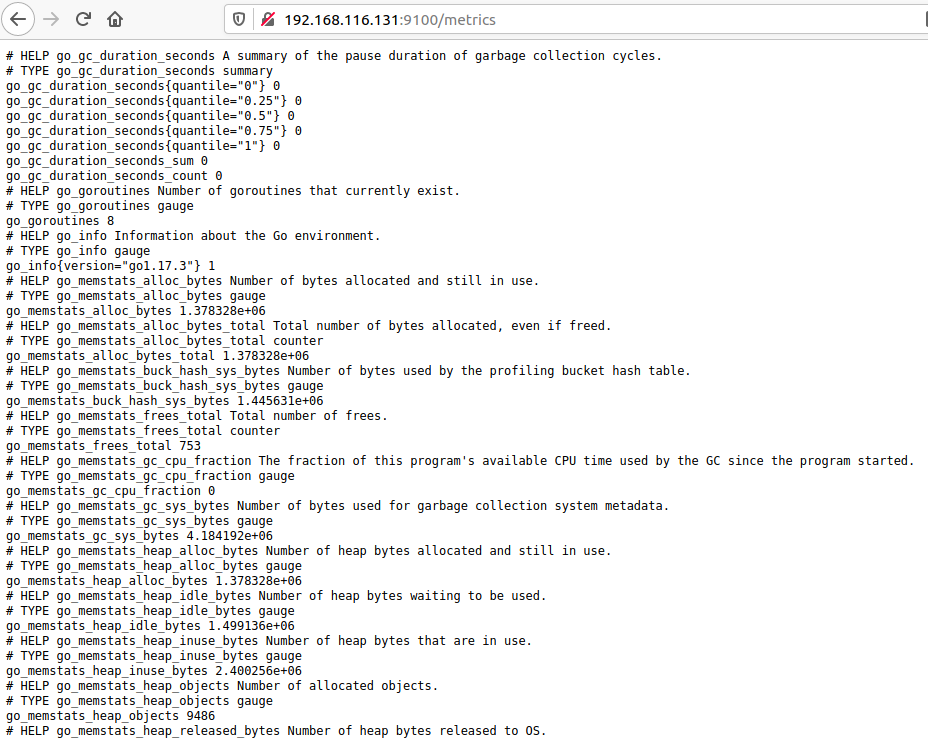 192.168.116.131:9100/metrics
# HELP go_gc_duration_seconds A summary of the pause duration of garbage collection cycles.
# TYPE go_gc_duration_seconds summary
go_gc_duration_seconds{quantile="0"} 0
go_gc_duration_seconds{quantile="0.25"} 0
go_gc_duration_seconds{quantile="0.5"} 0
go_gc_duration_seconds{quantile="0.75"} 0
go_gc_duration_seconds{quantile="1"} 0
go_gc_duration_seconds_sum 0
go_gc_duration_seconds_count 0
# HELP go_goroutines Number of goroutines that currently exist.
# TYPE go_goroutines gauge
go_goroutines 8
# HELP go_info Information about the Go environment.
# TYPE go_info gauge
go_info{version="go1.17.3"} 1
# HELP go_memstats_alloc_bytes Number of bytes allocated and still in use.
# TYPE go_memstats_alloc_bytes gauge
go_memstats_alloc_bytes 1.378328e+06
# HELP go_memstats_alloc_bytes_total Total number of bytes allocated, even if freed.
# TYPE go_memstats_alloc_bytes_total counter
go_memstats_alloc_bytes_total 1.378328e+06
# HELP go_memstats_buck_hash_sys_bytes Number of bytes used by the profiling bucket hash table.
# TYPE go_memstats_buck_hash_sys_bytes gauge
go_memstats_buck_hash_sys_bytes 1.445631e+06
# HELP go_memstats_frees_total Total number of frees.
# TYPE go_memstats_frees_total counter
go_memstats_frees_total 753
# HELP go_memstats_gc_cpu_fraction The fraction of this program's available CPU time used by the GC since the program started.
# TYPE go_memstats_gc_cpu_fraction gauge
go_memstats_gc_cpu_fraction 0
# HELP go_memstats_gc_sys_bytes Number of bytes used for garbage collection system metadata.
# TYPE go_memstats_gc_sys_bytes gauge
go_memstats_gc_sys_bytes 4.184192e+06
# HELP go_memstats_heap_alloc_bytes Number of heap bytes allocated and still in use.
# TYPE go_memstats_heap_alloc_bytes gauge
go_memstats_heap_alloc_bytes 1.378328e+06
# HELP go_memstats_heap_idle_bytes Number of heap bytes waiting to be used.
# TYPE go_memstats_heap_idle_bytes gauge
go_memstats_heap_idle_bytes 1.499136e+06
# HELP go_memstats_heap_inuse_bytes Number of heap bytes that are in use.
# TYPE go_memstats_heap_inuse_bytes gauge
go_memstats_heap_inuse_bytes 2.400256e+06
# HELP go_memstats_heap_objects Number of allocated objects.
# TYPE go_memstats_heap_objects gauge
go_memstats_heap_objects 9486
# HELP go_memstats_heap_released_bytes Number of heap bytes released to OS.